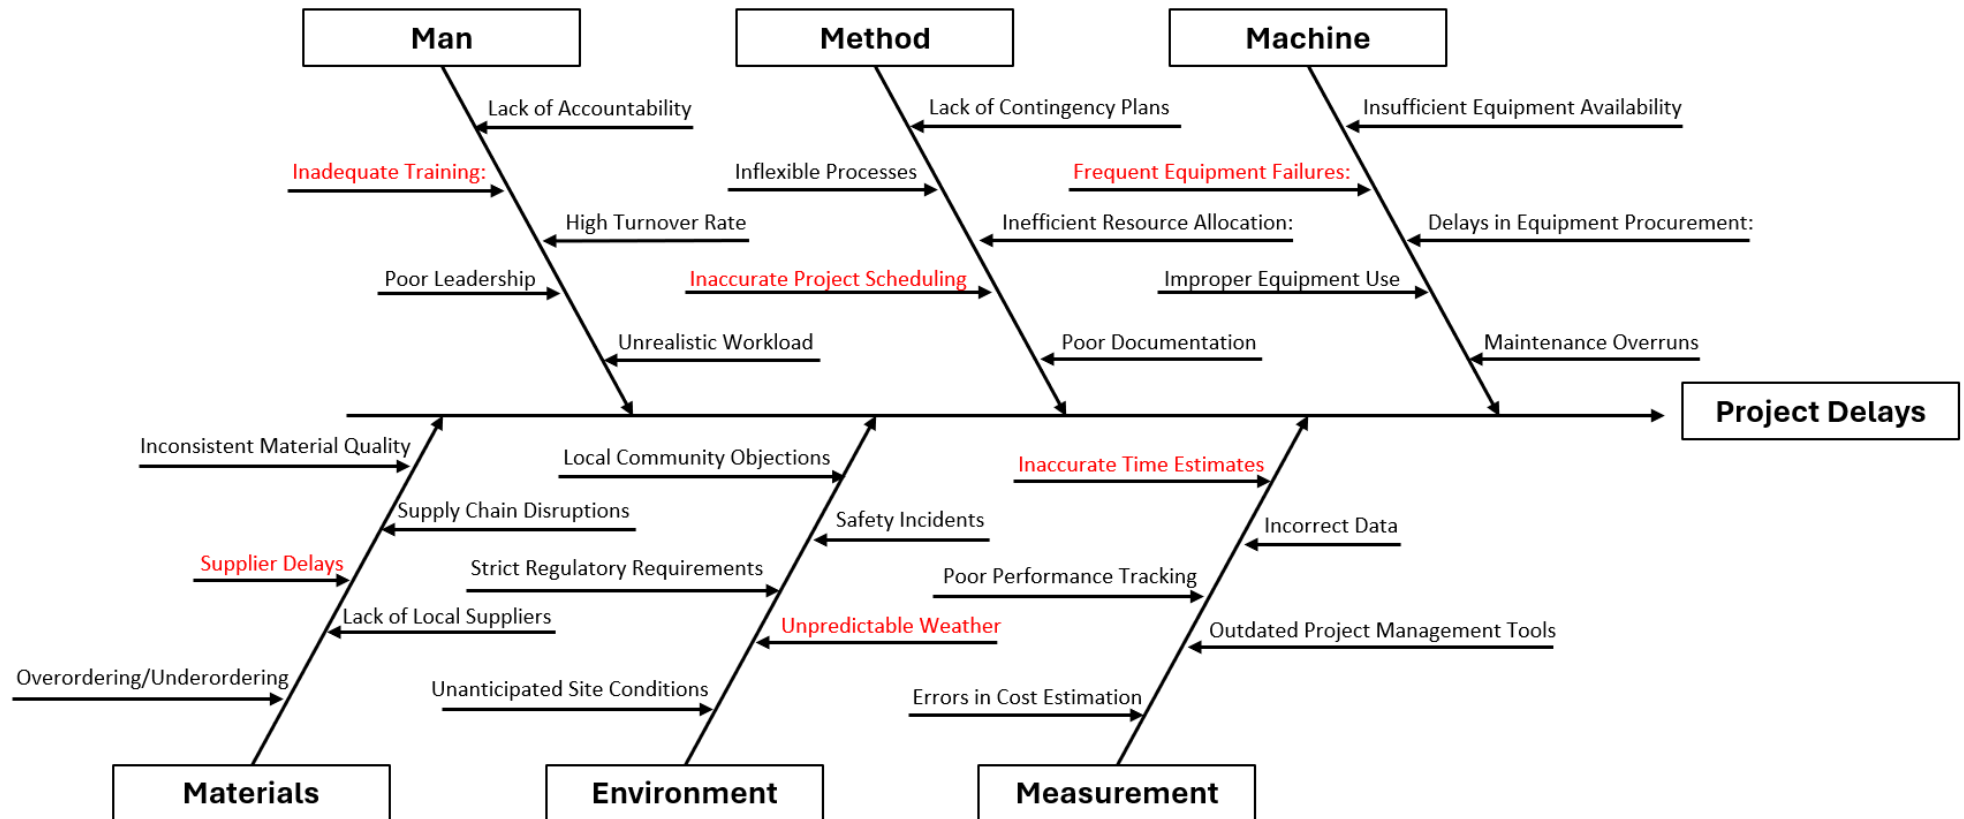 Man
Method
Machine
Lack of Accountability
Inadequate Training:
High Turnover Rate
Poor Leadership
Unrealistic Workload
Lack of Contingency Plans
Inflexible Processes
Inefficient Resource Allocation:
Inaccurate Project Scheduling
Poor Documentation
Insufficient Equipment Availability
Frequent Equipment Failures:
Delays in Equipment Procurement:
Improper Equipment Use
Maintenance Overruns
Project Delays
Inconsistent Material Quality
Supply Chain Disruptions
Supplier Delays
Lack of Local Suppliers
Overordering/Underordering
Local Community Objections
Safety Incidents
Strict Regulatory Requirements
Unpredictable Weather
Unanticipated Site Conditions
Inaccurate Time Estimates
Incorrect Data
Poor Performance Tracking
Outdated Project Management Tools
Errors in Cost Estimation
Materials
Environment
Measurement